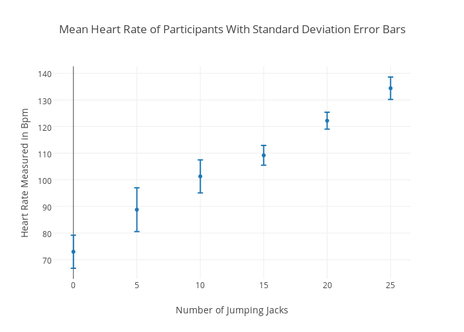 Mean Heart Rate of Participants With Standard Deviation Error Bars
140
130
120
110
100
90
80
70
Heart Rate Measured In Bpm
0 5 10 15 20 25
Number of Jumping Jacks